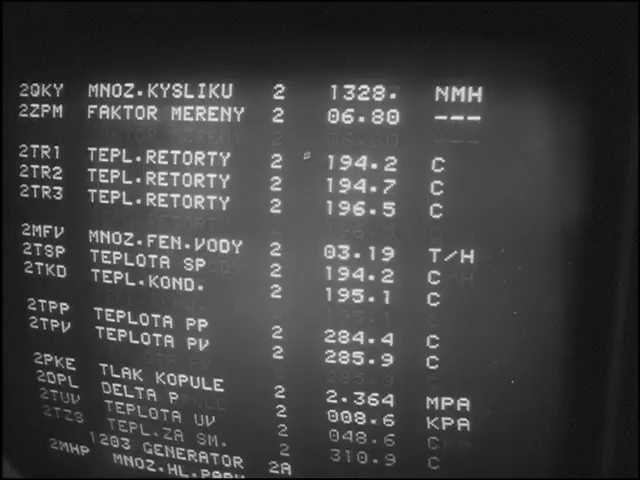 2QKY MNOZ.KYSLIKU 2 1328. NMH
2ZPM FAKTOR MERENY 2 06.80 ---
2TR1 TEPL.RETORTY 2 194.2 C
2TR2 TEPL.RETORTY 2 194.7 C
2TR3 TEPL.RETORTY 2 196.5 C
2MFV MNOZ.FEN.VODY 2 03.19 T/H
2TSP TEPLOTA SP 2 194.2 C
2TKD TEPL.KOND. 2 195.1 C
2TPP TEPLOTA PP 2 284.4 C
2TPV TEPLOTA PV 2 285.9 C
2PKE TLAK KOPULE 2 2.364 MPA
2DPL DELTA P 2 008.6 KPA
2TUV TEPLOTA UV 2 048.6 C
2TZS TEPL.ZA SM. 2 310.9 C
1203 GENERATOR 2A
2MHP MNOZ.HL.PARY